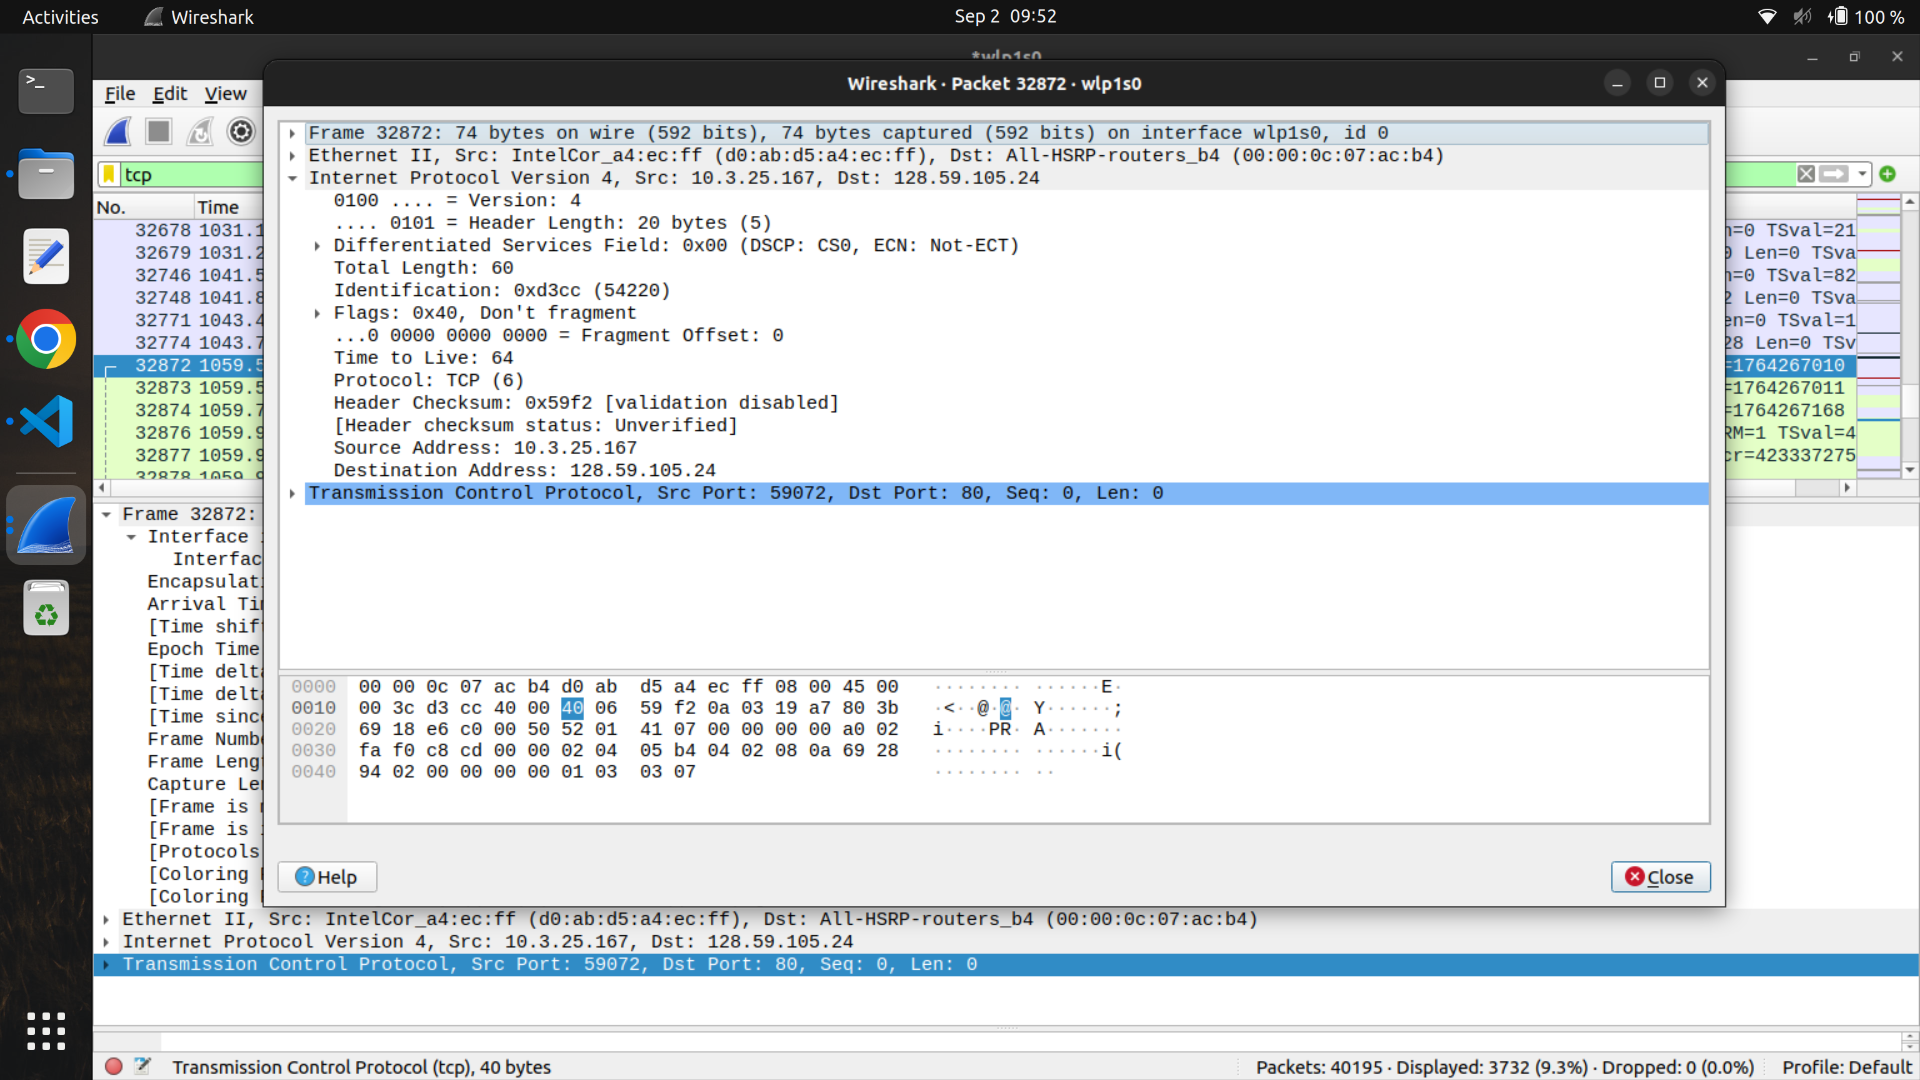 Activities Wireshark Sep 2 09:52 100 %
*wlp1s0
Wireshark · Packet 32872 · wlp1s0
File Edit View
tcp
No. Time
32678 1031.1
32679 1031.2
32746 1041.5
32748 1041.8
32771 1043.4
32774 1043.7
32872 1059.5
32873 1059.5
32874 1059.7
32876 1059.9
32877 1059.9
32878 1059.9
=0 TSval=21
0 Len=0 TSva
=0 TSval=82
2 Len=0 TSva
en=0 TSval=1
28 Len=0 TSv
=1764267010
=1764267011
=1764267168
RM=1 TSval=4
cr=423337275
Frame 32872: 74 bytes on wire (592 bits), 74 bytes captured (592 bits) on interface wlp1s0, id 0
Ethernet II, Src: IntelCor_a4:ec:ff (d0:ab:d5:a4:ec:ff), Dst: All-HSRP-routers_b4 (00:00:0c:07:ac:b4)
Internet Protocol Version 4, Src: 10.3.25.167, Dst: 128.59.105.24
0100 .... = Version: 4
.... 0101 = Header Length: 20 bytes (5)
Differentiated Services Field: 0x00 (DSCP: CS0, ECN: Not-ECT)
Total Length: 60
Identification: 0xd3cc (54220)
Flags: 0x40, Don't fragment
...0 0000 0000 0000 = Fragment Offset: 0
Time to Live: 64
Protocol: TCP (6)
Header Checksum: 0x59f2 [validation disabled]
[Header checksum status: Unverified]
Source Address: 10.3.25.167
Destination Address: 128.59.105.24
Transmission Control Protocol, Src Port: 59072, Dst Port: 80, Seq: 0, Len: 0
0000 00 00 0c 07 ac b4 d0 ab d5 a4 ec ff 08 00 45 00 ········ ······E·
0010 00 3c d3 cc 40 00 40 06 59 f2 0a 03 19 a7 80 3b ·<··@·@· Y······;
0020 69 18 e6 c0 00 50 52 01 41 07 00 00 00 00 a0 02 i····PR· A·······
0030 fa f0 c8 cd 00 00 02 04 05 b4 04 02 08 0a 69 28 ········ ······i(
0040 94 02 00 00 00 00 01 03 03 07 ········ ··
Help Close
Frame 32872:
Interface
Interfac
Encapsulati
Arrival Ti
[Time shif
Epoch Time
[Time delt
[Time delt
[Time sinc
Frame Numb
Frame Leng
Capture Le
[Frame is
[Frame is
[Protocols
[Coloring
[Coloring
Ethernet II, Src: IntelCor_a4:ec:ff (d0:ab:d5:a4:ec:ff), Dst: All-HSRP-routers_b4 (00:00:0c:07:ac:b4)
Internet Protocol Version 4, Src: 10.3.25.167, Dst: 128.59.105.24
Transmission Control Protocol, Src Port: 59072, Dst Port: 80, Seq: 0, Len: 0
Transmission Control Protocol (tcp), 40 bytes Packets: 40195 · Displayed: 3732 (9.3%) · Dropped: 0 (0.0%) Profile: Default